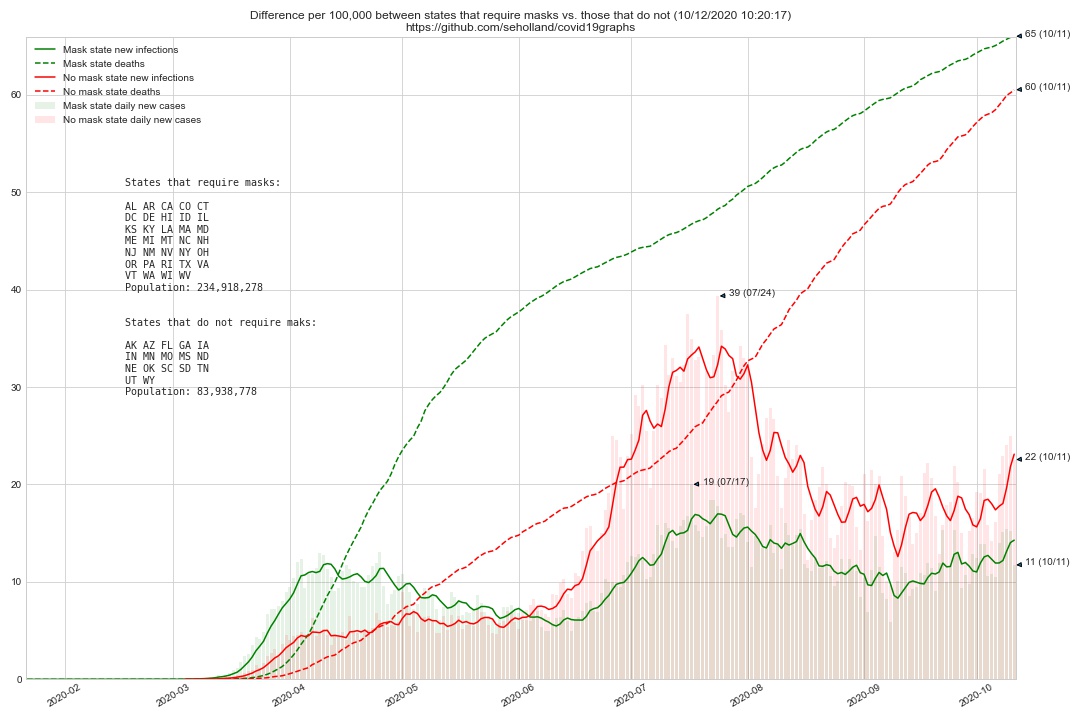 Difference per 100,000 between states that require masks vs. those that do not (10/12/2020 10:20:17)
https://github.com/seholland/covid19graphs
Mask state new infections
Mask state deaths
No mask state new infections
No mask state deaths
Mask state daily new cases
No mask state daily new cases
States that require masks:
AL AR CA CO CT
DC DE HI ID IL
KS KY LA MA MD
ME MI MT NC NH
NJ NM NV NY OH
OR PA RI TX VA
VT WA WI WV
Population: 234,918,278
States that do not require maks:
AK AZ FL GA IA
IN MN MO MS ND
NE OK SC SD TN
UT WY
Population: 83,938,778
65 (10/11)
60 (10/11)
39 (07/24)
19 (07/17)
22 (10/11)
11 (10/11)
60
50
40
30
20
10
0
2020-02
2020-03
2020-04
2020-05
2020-06
2020-07
2020-08
2020-09
2020-10